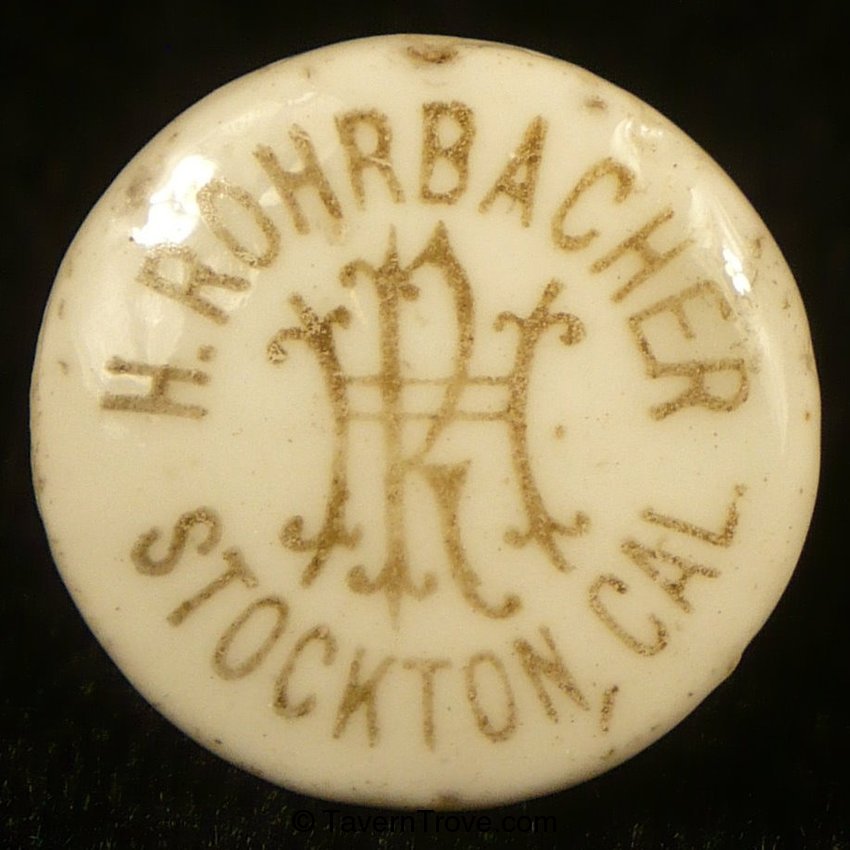 H. ROHRBACHER
HR
STOCKTON, CAL.
© TavernTrove.com